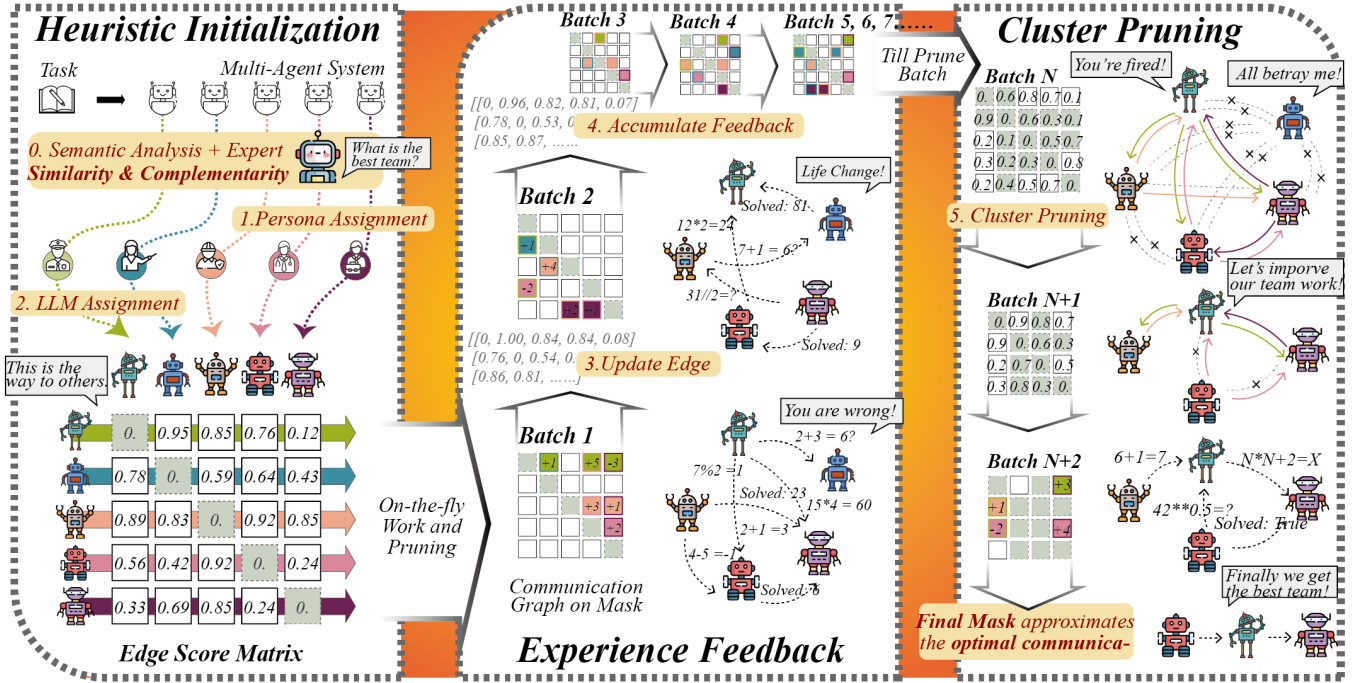 Heuristic Initialization
Task
Multi-Agent System
0. Semantic Analysis + Expert
Similarity & Complementarity
What is the
best team?
1.Persona Assignment
2. LLM Assignment
This is the
way to others.
0. 0.95 0.85 0.76 0.12
0.78 0. 0.59 0.64 0.43
0.89 0.83 0. 0.92 0.85
0.56 0.42 0.92 0. 0.24
0.33 0.69 0.85 0.24 0.
Edge Score Matrix
On-the-fly
Work and
Pruning
Batch 3
Batch 4
Batch 5, 6, 7……
[[0, 0.96, 0.82, 0.81, 0.07]
[0.78, 0, 0.53, 0.
[0.85, 0.87, ……
4. Accumulate Feedback
Batch 2
+1
+4
-2
Life Change!
Solved: 81
12*2=24
7+1 = 6?
31//2=?
Solved: 9
[[0, 1.00, 0.84, 0.84, 0.08]
[0.76, 0, 0.54, 0.
[0.86, 0.81, ……]
3.Update Edge
Batch 1
+1 +5 -3
+3 +1
+2
You are wrong!
2+3 = 6?
7%2 =1
Solved: 23
15*4 = 60
2+1 =3
4-5 =-1
Solved:
Communication
Graph on Mask
Experience Feedback
Till Prune
Batch
Cluster Pruning
Batch N
0. 0.6 0.8 0.7 0.1
0.9 0. 0.6 0.3 0.1
0.2 0.1 0. 0.5 0.7
0.3 0.2 0.3 0. 0.8
0.2 0.4 0.5 0.7 0.
You're fired!
All betray me!
5. Cluster Pruning
Batch N+1
0. 0.9 0.8 0.7
0.9 0. 0.6 0.3
0.2 0.7 0. 0.5
0.3 0.8 0.3 0.
Let's imporve
our team work!
Batch N+2
+3
+1
-2 +4
6+1=7
N*N+2=X
42**0.5=?
Solved: True
Finally we get
the best team!
Final Mask approximates
the optimal communica-